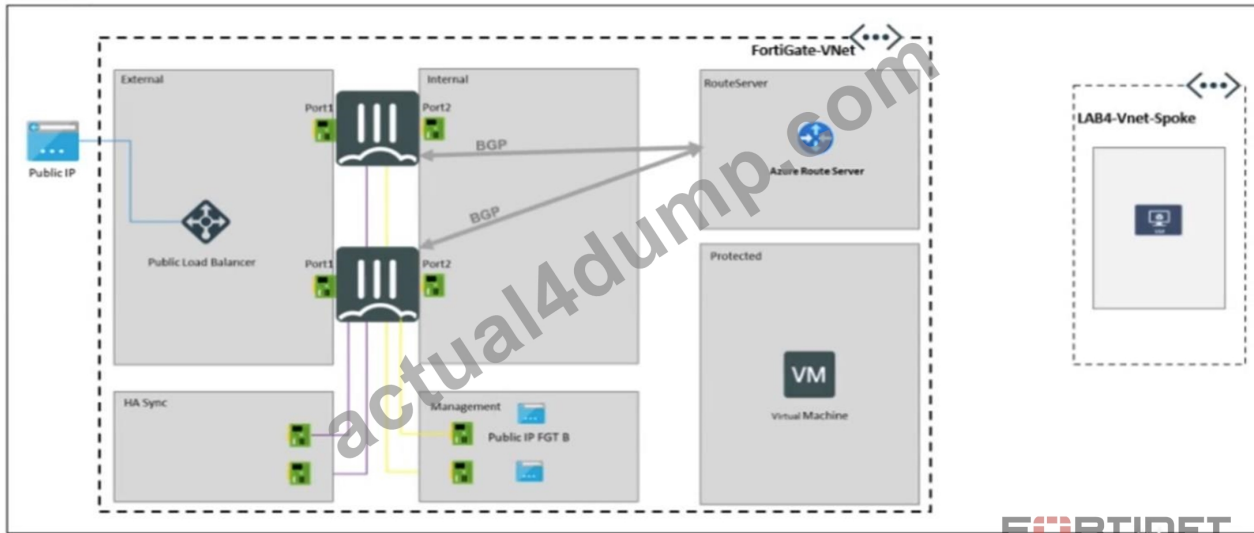 FortiGate-VNet
External
Internal
RouteServer
Port1
Port2
BGP
LAB4-Vnet-Spoke
Public IP
Azure Route Server
BGP
Public Load Balancer
Port1
Port2
Protected
HA Sync
Management
VM
Public IP FGT B
Virtual Machine
actual4dump.com